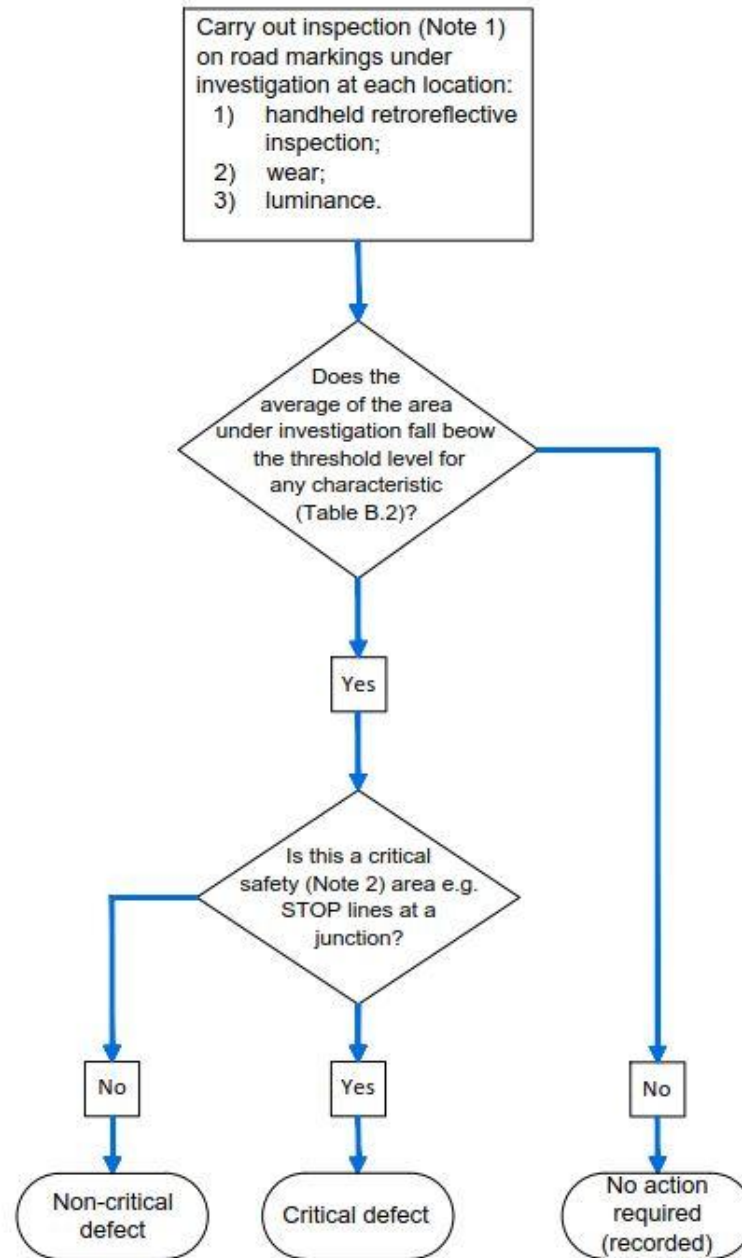 Carry out inspection (Note 1)
on road markings under
investigation at each location:
1) handheld retroreflective
inspection;
2) wear;
3) luminance.
Does the
average of the area
under investigation fall beow
the threshold level for
any characteristic
(Table B.2)?
Yes
Is this a critical
safety (Note 2) area e.g.
STOP lines at a
junction?
No
Yes
No
Non-critical
defect
Critical defect
No action
required
(recorded)